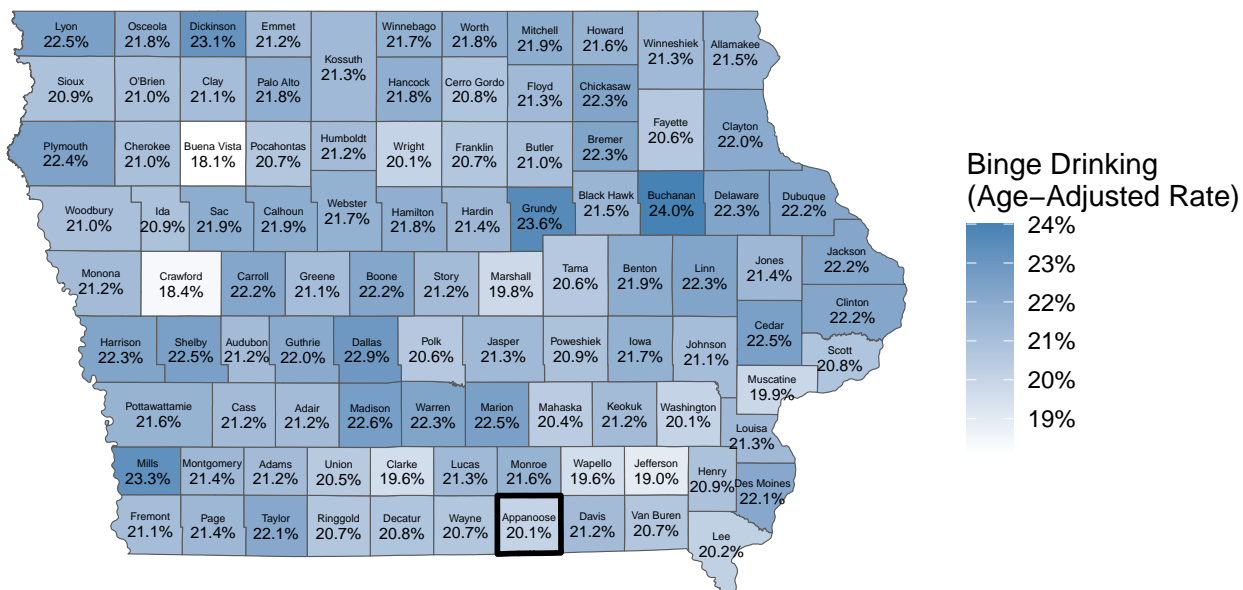 Lyon
22.5%
Osceola
21.8%
Dickinson
23.1%
Emmet
21.2%
Kossuth
21.3%
Winnebago
21.7%
Worth
21.8%
Mitchell
21.9%
Howard
21.6%
Winneshiek
21.3%
Allamakee
21.5%
Sioux
20.9%
O'Brien
21.0%
Clay
21.1%
Palo Alto
21.8%
Hancock
21.8%
Cerro Gordo
20.8%
Floyd
21.3%
Chickasaw
22.3%
Fayette
20.6%
Clayton
22.0%
Plymouth
22.4%
Cherokee
21.0%
Buena Vista
18.1%
Pocahontas
20.7%
Humboldt
21.2%
Wright
20.1%
Franklin
20.7%
Butler
21.0%
Bremer
22.3%
Woodbury
21.0%
Ida
20.9%
Sac
21.9%
Calhoun
21.9%
Webster
21.7%
Hamilton
21.8%
Hardin
21.4%
Grundy
23.6%
Black Hawk
21.5%
Buchanan
24.0%
Delaware
22.3%
Dubuque
22.2%
Monona
21.2%
Crawford
18.4%
Carroll
22.2%
Greene
21.1%
Boone
22.2%
Story
21.2%
Marshall
19.8%
Tama
20.6%
Benton
21.9%
Linn
22.3%
Jones
21.4%
Jackson
22.2%
Clinton
22.2%
Harrison
22.3%
Shelby
22.5%
Audubon
21.2%
Guthrie
22.0%
Dallas
22.9%
Polk
20.6%
Jasper
21.3%
Poweshiek
20.9%
Iowa
21.7%
Johnson
21.1%
Cedar
22.5%
Scott
20.8%
Muscatine
19.9%
Pottawattamie
21.6%
Cass
21.2%
Adair
21.2%
Madison
22.6%
Warren
22.3%
Marion
22.5%
Mahaska
20.4%
Keokuk
21.2%
Washington
20.1%
Louisa
21.3%
Mills
23.3%
Montgomery
21.4%
Adams
21.2%
Union
20.5%
Clarke
19.6%
Lucas
21.3%
Monroe
21.6%
Wapello
19.6%
Jefferson
19.0%
Henry
20.9%
Des Moines
22.1%
Fremont
21.1%
Page
21.4%
Taylor
22.1%
Ringgold
20.7%
Decatur
20.8%
Wayne
20.7%
Appanoose
20.1%
Davis
21.2%
Van Buren
20.7%
Lee
20.2%
Binge Drinking
(Age−Adjusted Rate)
24%
23%
22%
21%
20%
19%